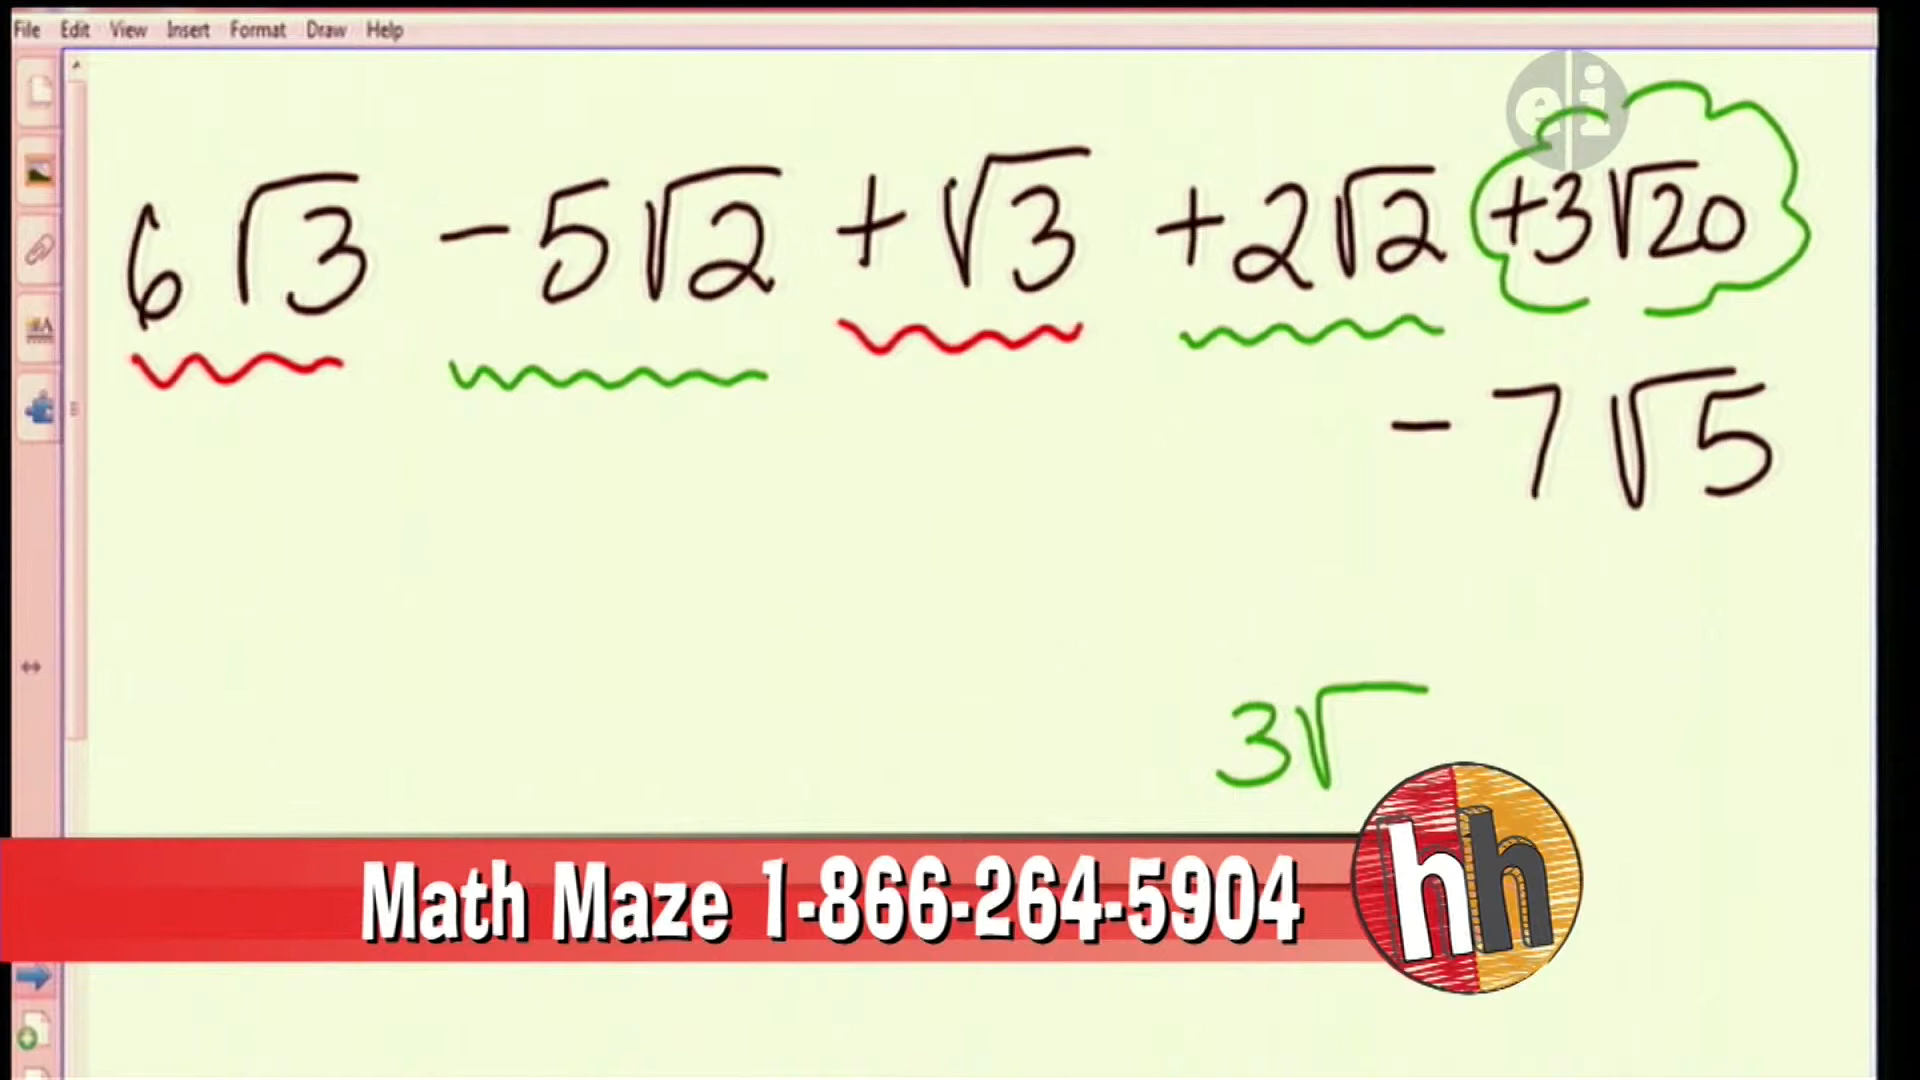 File Edit View Insert Format Draw Help
ei
6√3 -5√2 +√3 +2√2 +3√20
-7√5
3√
Math Maze 1-866-264-5904
hh